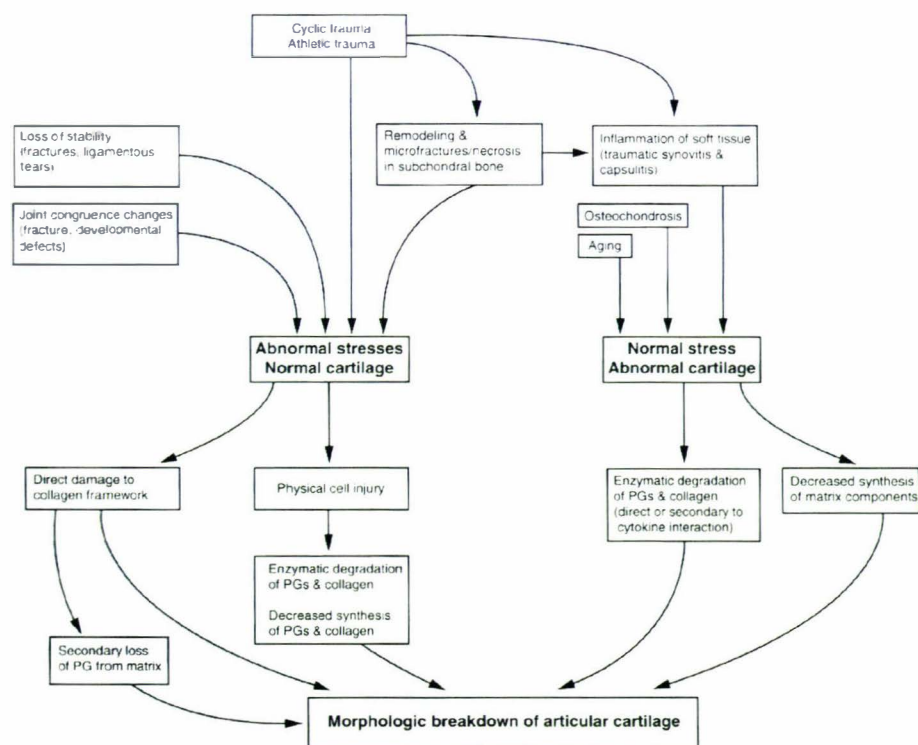 Cyclic trauma
Athletic trauma
Loss of stability
(fractures, ligamentous
tears)
Remodeling &
microfractures/necrosis
in subchondral bone
Inflammation of soft tissue
(traumatic synovitis &
capsulitis)
Joint congruence changes
(fracture, developmental
defects)
Osteochondrosis
Aging
Abnormal stresses
Normal cartilage
Normal stress
Abnormal cartilage
Direct damage to
collagen framework
Physical cell injury
Enzymatic degradation
of PGs & collagen
(direct or secondary to
cytokine interaction)
Decreased synthesis
of matrix components
Enzymatic degradation
of PGs & collagen
Decreased synthesis
of PGs & collagen
Secondary loss
of PG from matrix
Morphologic breakdown of articular cartilage